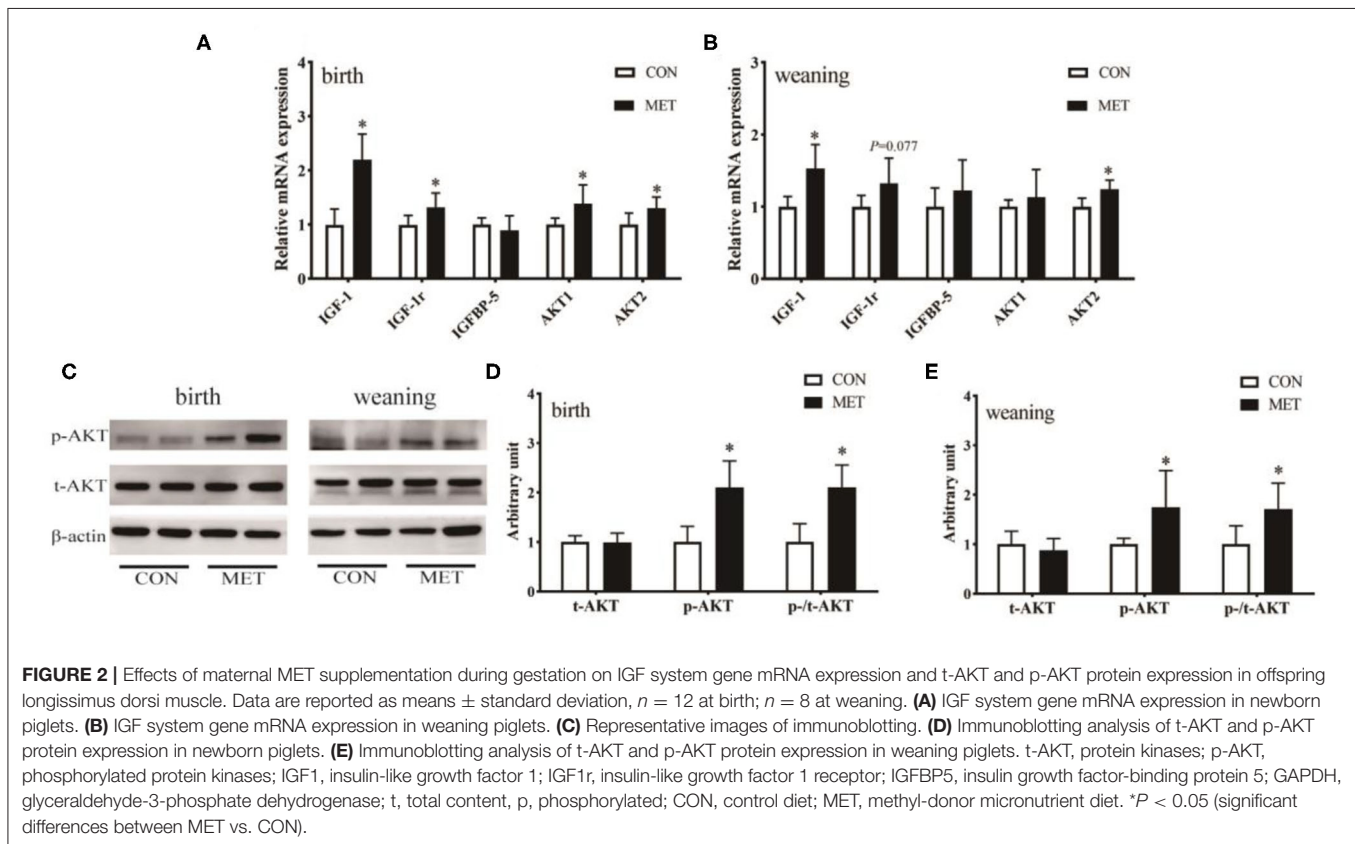 A
birth
CON
MET
Relative mRNA expression
4
3
2
1
0
*
*
*
*
IGF-1
IGF-1r
IGFBP-5
AKT1
AKT2
B
weaning
CON
MET
Relative mRNA expression
3
2
1
0
*
P=0.077
*
IGF-1
IGF-1r
IGFBP-5
AKT1
AKT2
C
birth
weaning
p-AKT
t-AKT
β-actin
CON
MET
CON
MET
D
birth
CON
MET
Arbitrary unit
4
3
2
1
0
*
*
t-AKT
p-AKT
p-/t-AKT
E
weaning
CON
MET
Arbitrary unit
4
3
2
1
0
*
*
t-AKT
p-AKT
p-/t-AKT
FIGURE 2 | Effects of maternal MET supplementation during gestation on IGF system gene mRNA expression and t-AKT and p-AKT protein expression in offspring
longissimus dorsi muscle. Data are reported as means ± standard deviation, n = 12 at birth; n = 8 at weaning. (A) IGF system gene mRNA expression in newborn
piglets. (B) IGF system gene mRNA expression in weaning piglets. (C) Representative images of immunoblotting. (D) Immunoblotting analysis of t-AKT and p-AKT
protein expression in newborn piglets. (E) Immunoblotting analysis of t-AKT and p-AKT protein expression in weaning piglets. t-AKT, protein kinases; p-AKT,
phosphorylated protein kinases; IGF1, insulin-like growth factor 1; IGF1r, insulin-like growth factor 1 receptor; IGFBP5, insulin growth factor-binding protein 5; GAPDH,
glyceraldehyde-3-phosphate dehydrogenase; t, total content, p, phosphorylated; CON, control diet; MET, methyl-donor micronutrient diet. *P < 0.05 (significant
differences between MET vs. CON).